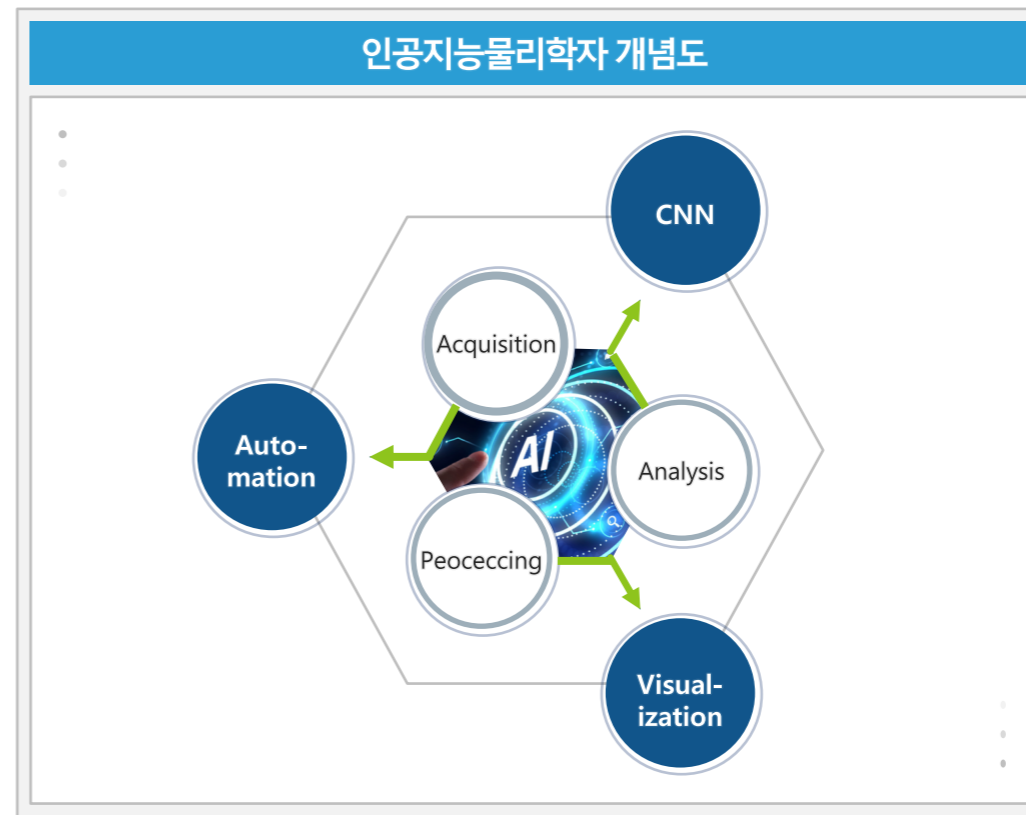 인공지능물리학자 개념도
CNN
Acquisition
Auto-
mation
AI
Analysis
Peoceccing
Visual-
ization